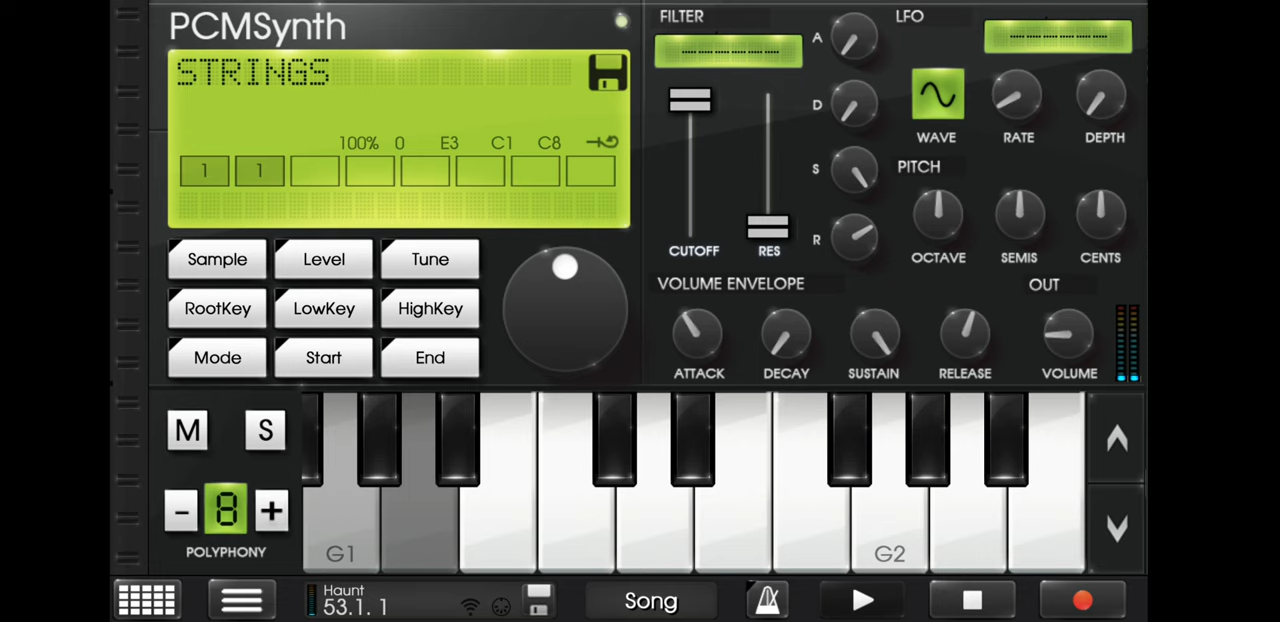 PCMSynth
STRINGS
100% 0 E3 C1 C8
1 1
Sample Level Tune
RootKey LowKey HighKey
Mode Start End
FILTER
CUTOFF RES
A
D
S
R
LFO
WAVE RATE DEPTH
PITCH
OCTAVE SEMIS CENTS
VOLUME ENVELOPE
ATTACK DECAY SUSTAIN RELEASE
OUT
VOLUME
M S
- 8 +
POLYPHONY
G1 G2
Haunt
53.1. 1
Song